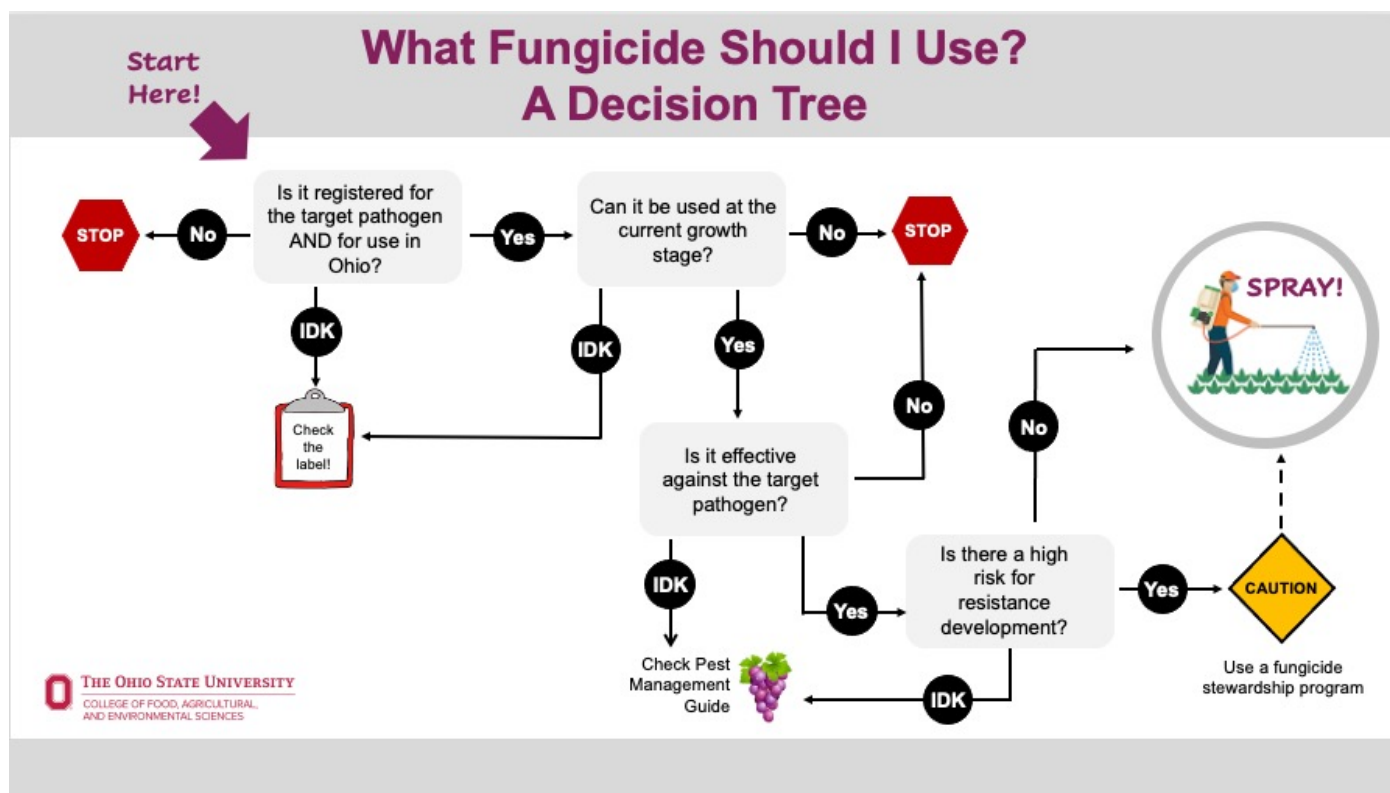 What Fungicide Should I Use?
A Decision Tree
Start
Here!
STOP
No
Is it registered for
the target pathogen
AND for use in
Ohio?
Yes
Can it be used at the
current growth
stage?
No
STOP
SPRAY!
IDK
IDK
Yes
No
No
Check
the
label!
Is it effective
against the target
pathogen?
IDK
Yes
Is there a high
risk for
resistance
development?
Yes
CAUTION
Use a fungicide
stewardship program
Check Pest
Management
Guide
IDK
THE OHIO STATE UNIVERSITY
COLLEGE OF FOOD, AGRICULTURAL,
AND ENVIRONMENTAL SCIENCES